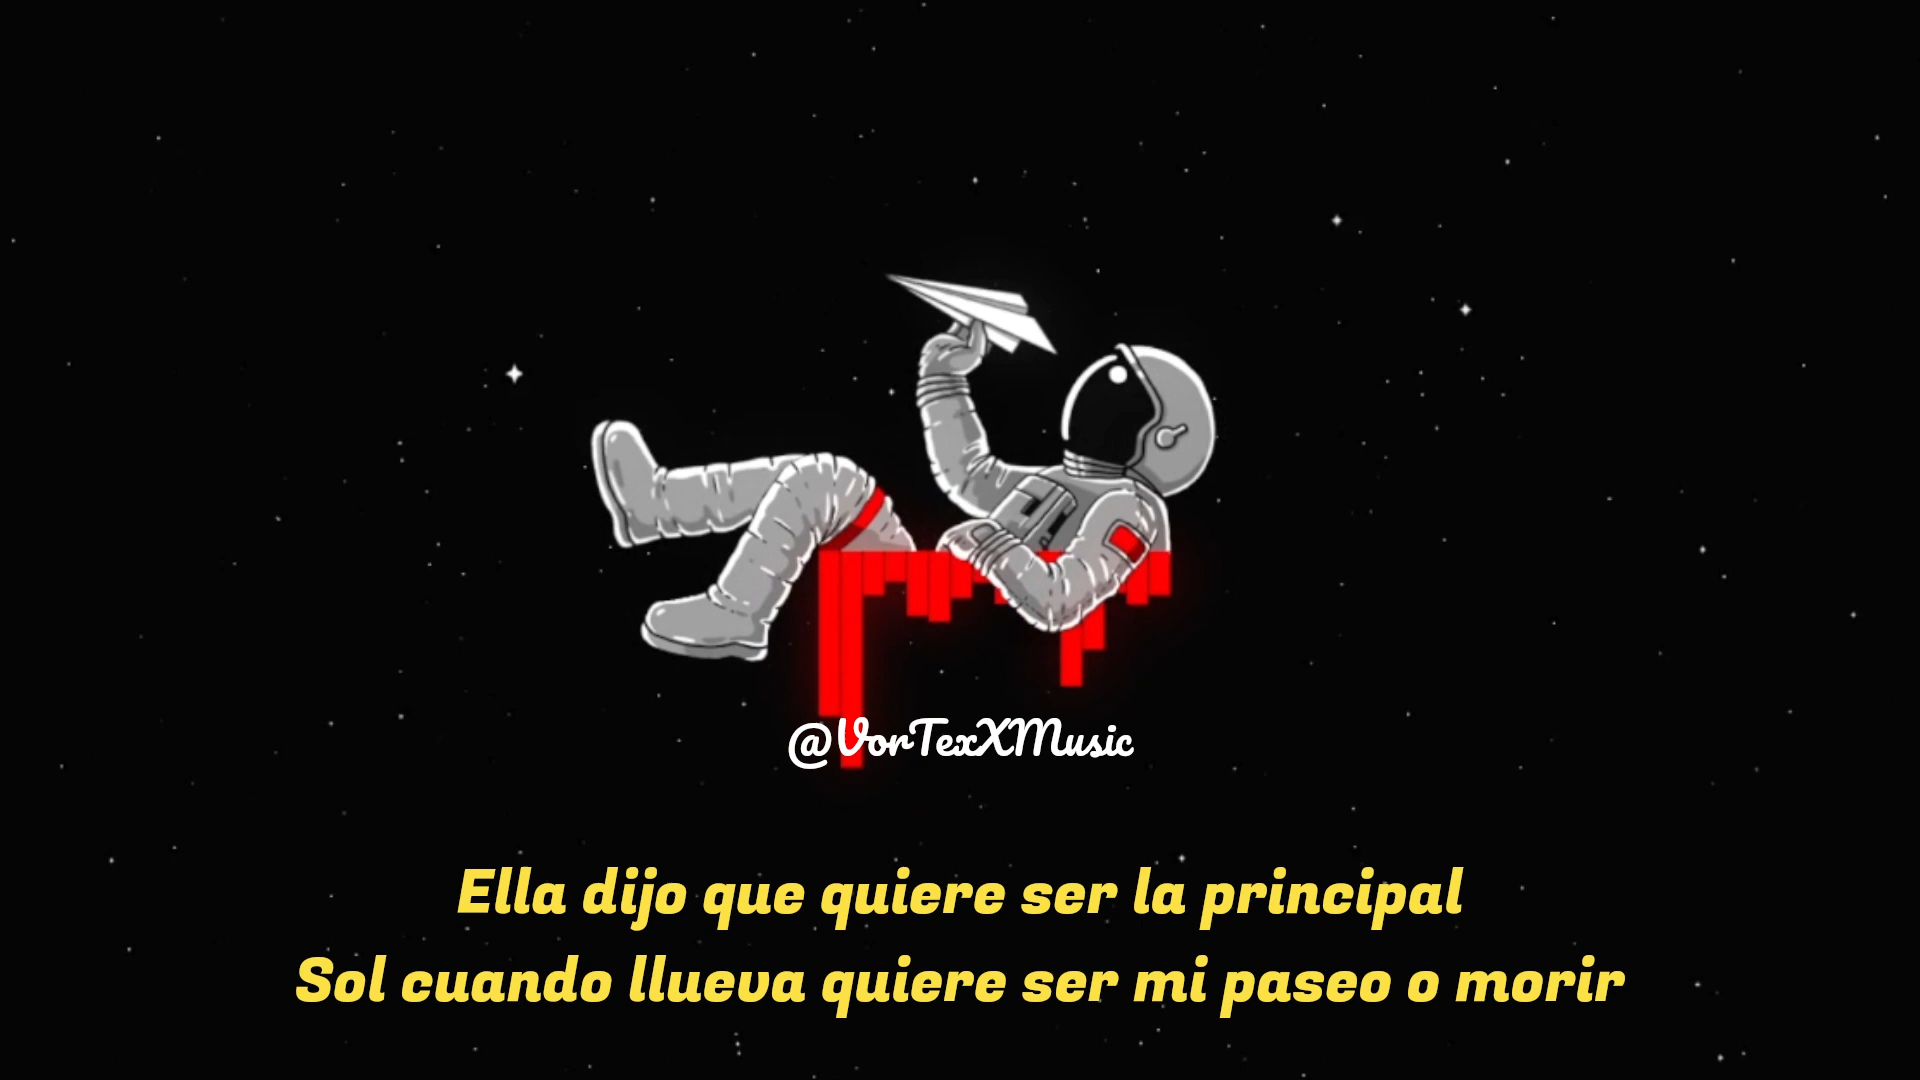 @VorTexXMusic
Ella dijo que quiere ser la principal
Sol cuando llueva quiere ser mi paseo o morir